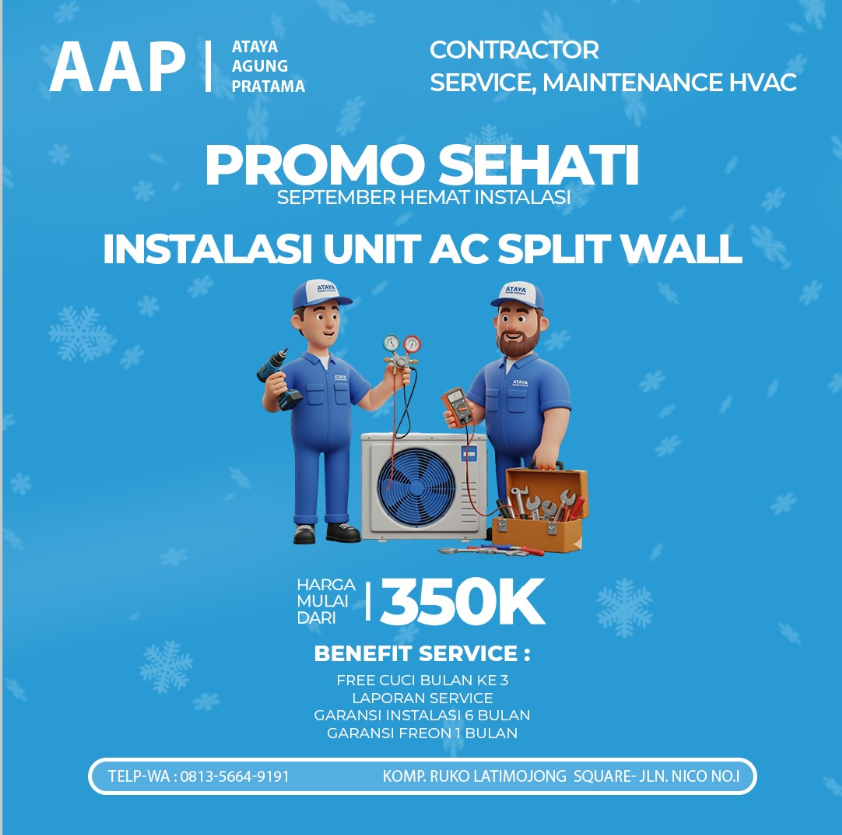 AAP
ATAYA
AGUNG
PRATAMA
CONTRACTOR
SERVICE, MAINTENANCE HVAC
PROMO SEHATI
SEPTEMBER HEMAT INSTALASI
INSTALASI UNIT AC SPLIT WALL
ATAYA
ATAYA
ATAYA
ATAYA
HARGA
MULAI
DARI
350K
BENEFIT SERVICE :
FREE CUCI BULAN KE 3
LAPORAN SERVICE
GARANSI INSTALASI 6 BULAN
GARANSI FREON 1 BULAN
TELP-WA : 0813-5664-9191
KOMP. RUKO LATIMOJONG SQUARE- JLN. NICO NO.I